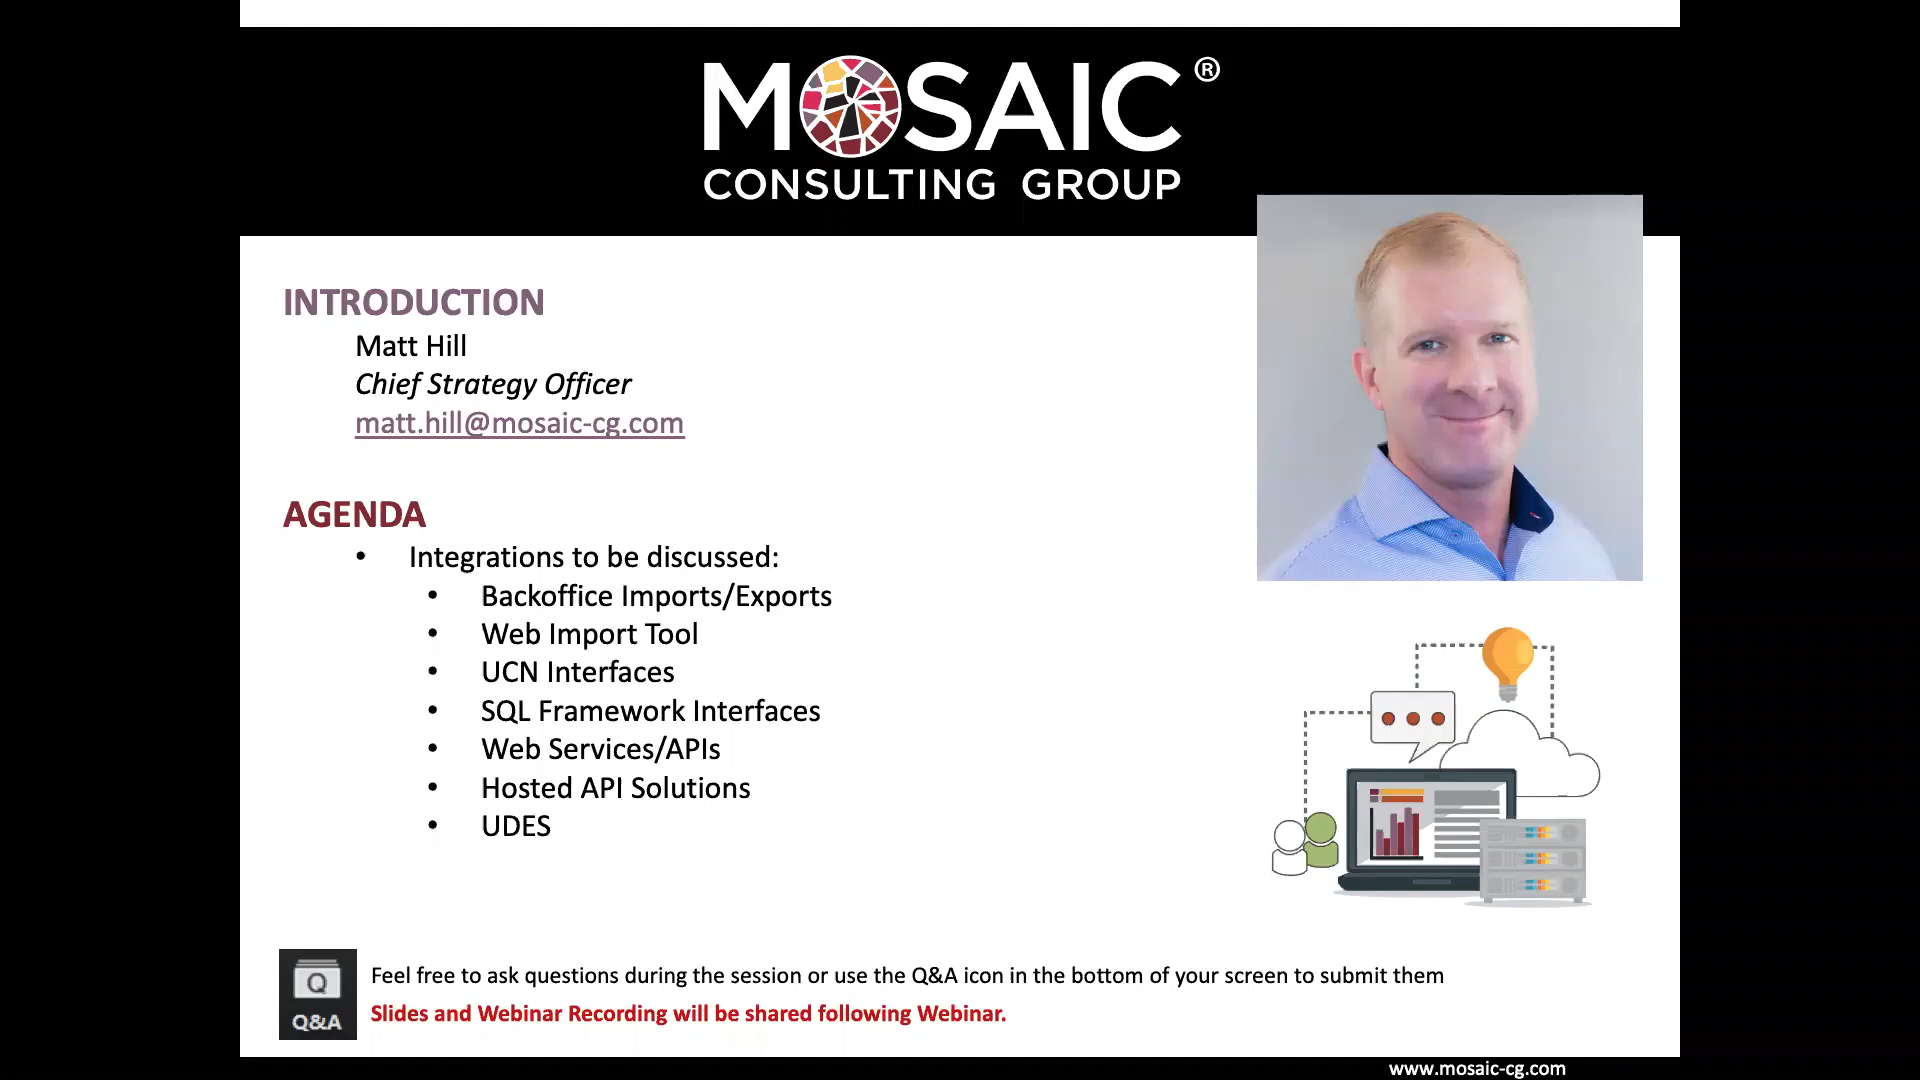 MOSAIC®
CONSULTING GROUP
INTRODUCTION
Matt Hill
Chief Strategy Officer
matt.hill@mosaic-cg.com
AGENDA
• Integrations to be discussed:
• Backoffice Imports/Exports
• Web Import Tool
• UCN Interfaces
• SQL Framework Interfaces
• Web Services/APIs
• Hosted API Solutions
• UDES
Q
Q&A
Feel free to ask questions during the session or use the Q&A icon in the bottom of your screen to submit them
Slides and Webinar Recording will be shared following Webinar.
www.mosaic-cg.com